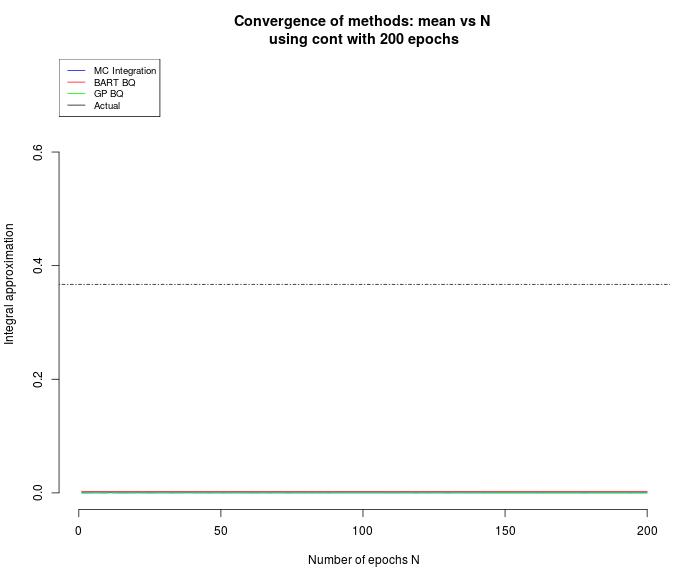 Convergence of methods: mean vs N
using cont with 200 epochs
MC Integration
BART BQ
GP BQ
Actual
Integral approximation
0.6
0.4
0.2
0.0
0 50 100 150 200
Number of epochs N